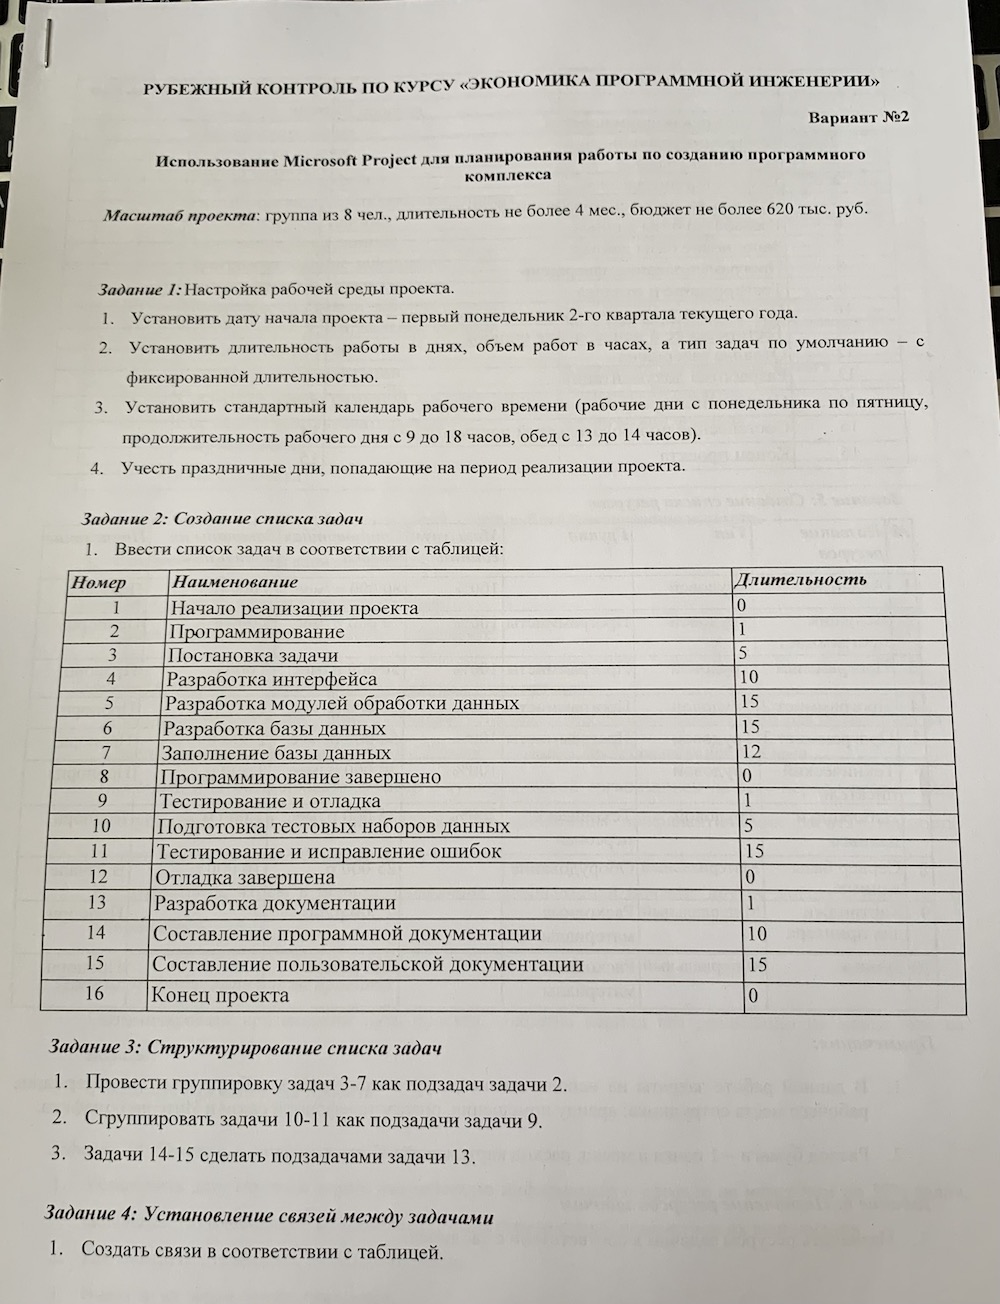 РУБЕЖНЫЙ КОНТРОЛЬ ПО КУРСУ «ЭКОНОМИКА ПРОГРАММНОЙ ИНЖЕНЕРИИ»
Вариант №2
Использование Microsoft Project для планирования работы по созданию программного
комплекса
Масштаб проекта: группа из 8 чел., длительность не более 4 мес., бюджет не более 620 тыс. руб.
Задание 1: Настройка рабочей среды проекта.
1. Установить дату начала проекта – первый понедельник 2-го квартала текущего года.
2. Установить длительность работы в днях, объем работ в часах, а тип задач по умолчанию – с
фиксированной длительностью.
3. Установить стандартный календарь рабочего времени (рабочие дни с понедельника по пятницу,
продолжительность рабочего дня с 9 до 18 часов, обед с 13 до 14 часов).
4. Учесть праздничные дни, попадающие на период реализации проекта.
Задание 2: Создание списка задач
1. Ввести список задач в соответствии с таблицей:
Номер Наименование Длительность
1 Начало реализации проекта 0
2 Программирование 1
3 Постановка задачи 5
4 Разработка интерфейса 10
5 Разработка модулей обработки данных 15
6 Разработка базы данных 15
7 Заполнение базы данных 12
8 Программирование завершено 0
9 Тестирование и отладка 1
10 Подготовка тестовых наборов данных 5
11 Тестирование и исправление ошибок 15
12 Отладка завершена 0
13 Разработка документации 1
14 Составление программной документации 10
15 Составление пользовательской документации 15
16 Конец проекта 0
Задание 3: Структурирование списка задач
1. Провести группировку задач 3-7 как подзадач задачи 2.
2. Сгруппировать задачи 10-11 как подзадачи задачи 9.
3. Задачи 14-15 сделать подзадачами задачи 13.
Задание 4: Установление связей между задачами
1. Создать связи в соответствии с таблицей.